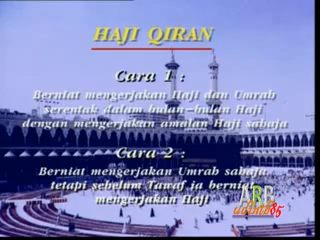 HAJI QIRAN
Cara 1 :
Berniat mengerjakan Haji dan Umrah
serentak dalam bulan-bulan Haji
dengan mengerjakan amalan Haji sahaja
Cara 2 :
Berniat mengerjakan Umrah sahaja
tetapi sebelum Tawaf ia berniat
mengerjakan Haji